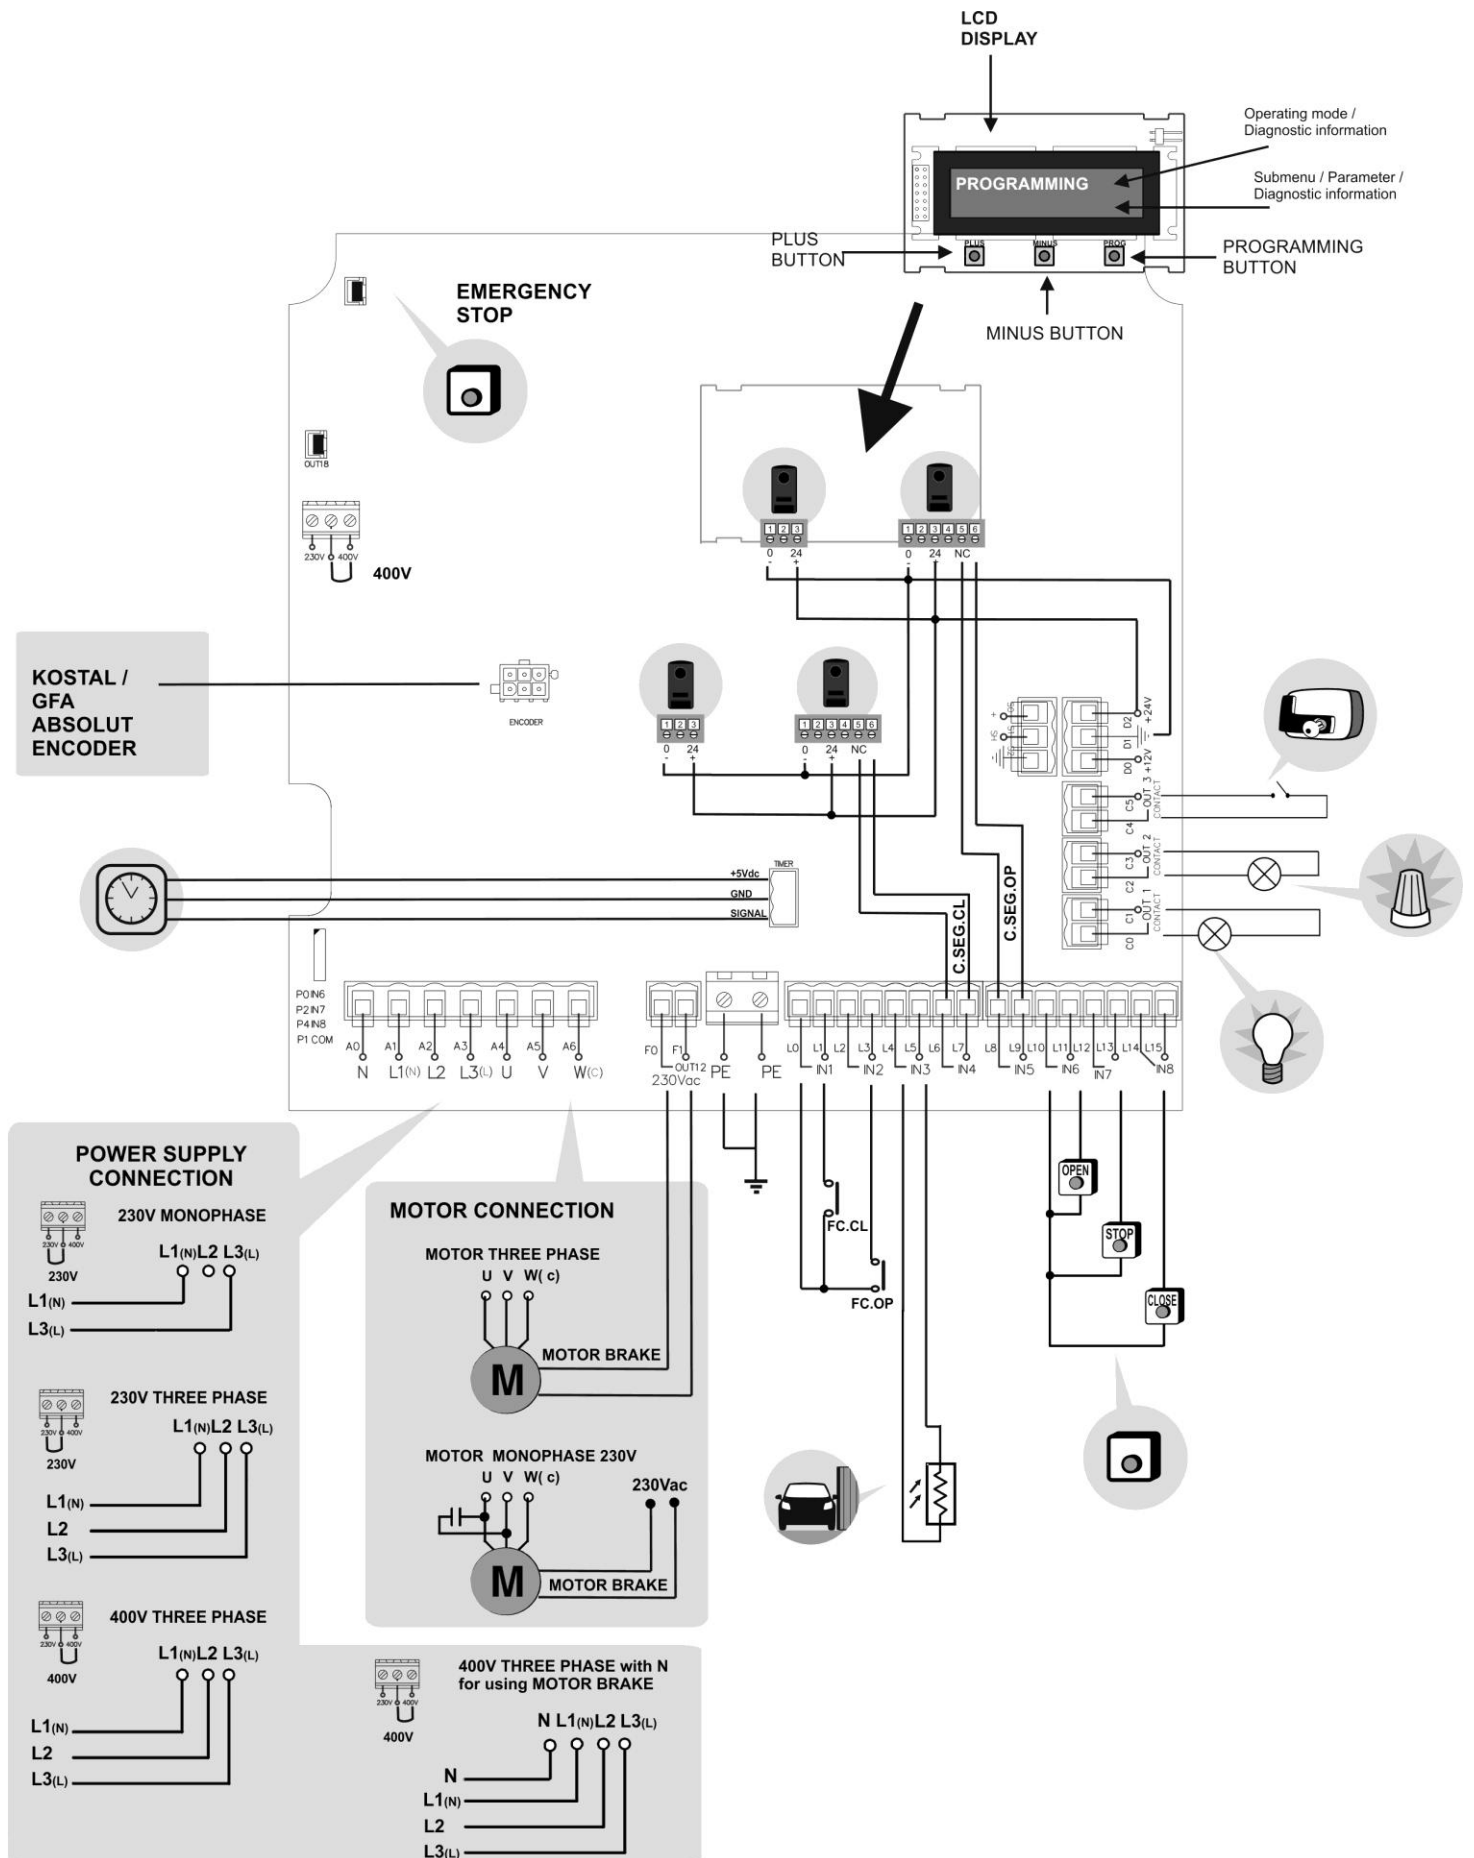 LCD
DISPLAY
Operating mode /
Diagnostic information
PROGRAMMING
Submenu / Parameter /
Diagnostic information
PLUS
BUTTON
PLUS
MINUS
PROG
PROGRAMMING
BUTTON
MINUS BUTTON
EMERGENCY
STOP
OUT18
230V 400V
400V
1 2 3
0 24
- +
1 2 3 4 5 6
0 24 NC
- +
KOSTAL /
GFA
ABSOLUT
ENCODER
ENCODER
1 2 3
0 24
- +
1 2 3 4 5 6
0 24 NC
- +
+
SH
D2 +24V
D1
D0 +12V
C5 OUT 3
C4 CONTACT
C3 OUT 2
C2 CONTACT
C1 OUT 1
C0 CONTACT
TIMER
+5Vdc
GND
SIGNAL
C.SEG.CL
C.SEG.OP
P0 IN6
P2 IN7
P4 IN8
P1 COM
A0 A1 A2 A3 A4 A5 A6
N L1(N) L2 L3(L) U V W(C)
F0 F1
OUT12
230Vac
PE PE
L0 L1 L2 L3 L4 L5 L6 L7 L8 L9 L10 L11 L12 L13 L14 L15
IN1 IN2 IN3 IN4 IN5 IN6 IN7 IN8
FC.CL
FC.OP
OPEN
STOP
CLOSE
POWER SUPPLY
CONNECTION
230V MONOPHASE
230V 400V
230V
L1(N) L2 L3(L)
L1(N)
L3(L)
230V THREE PHASE
230V 400V
230V
L1(N) L2 L3(L)
L1(N)
L2
L3(L)
400V THREE PHASE
230V 400V
400V
L1(N) L2 L3(L)
L1(N)
L2
L3(L)
MOTOR CONNECTION
MOTOR THREE PHASE
U V W( c)
MOTOR BRAKE
M
MOTOR MONOPHASE 230V
U V W( c)
230Vac
M
MOTOR BRAKE
400V THREE PHASE with N
for using MOTOR BRAKE
230V 400V
400V
N L1(N) L2 L3(L)
N
L1(N)
L2
L3(L)